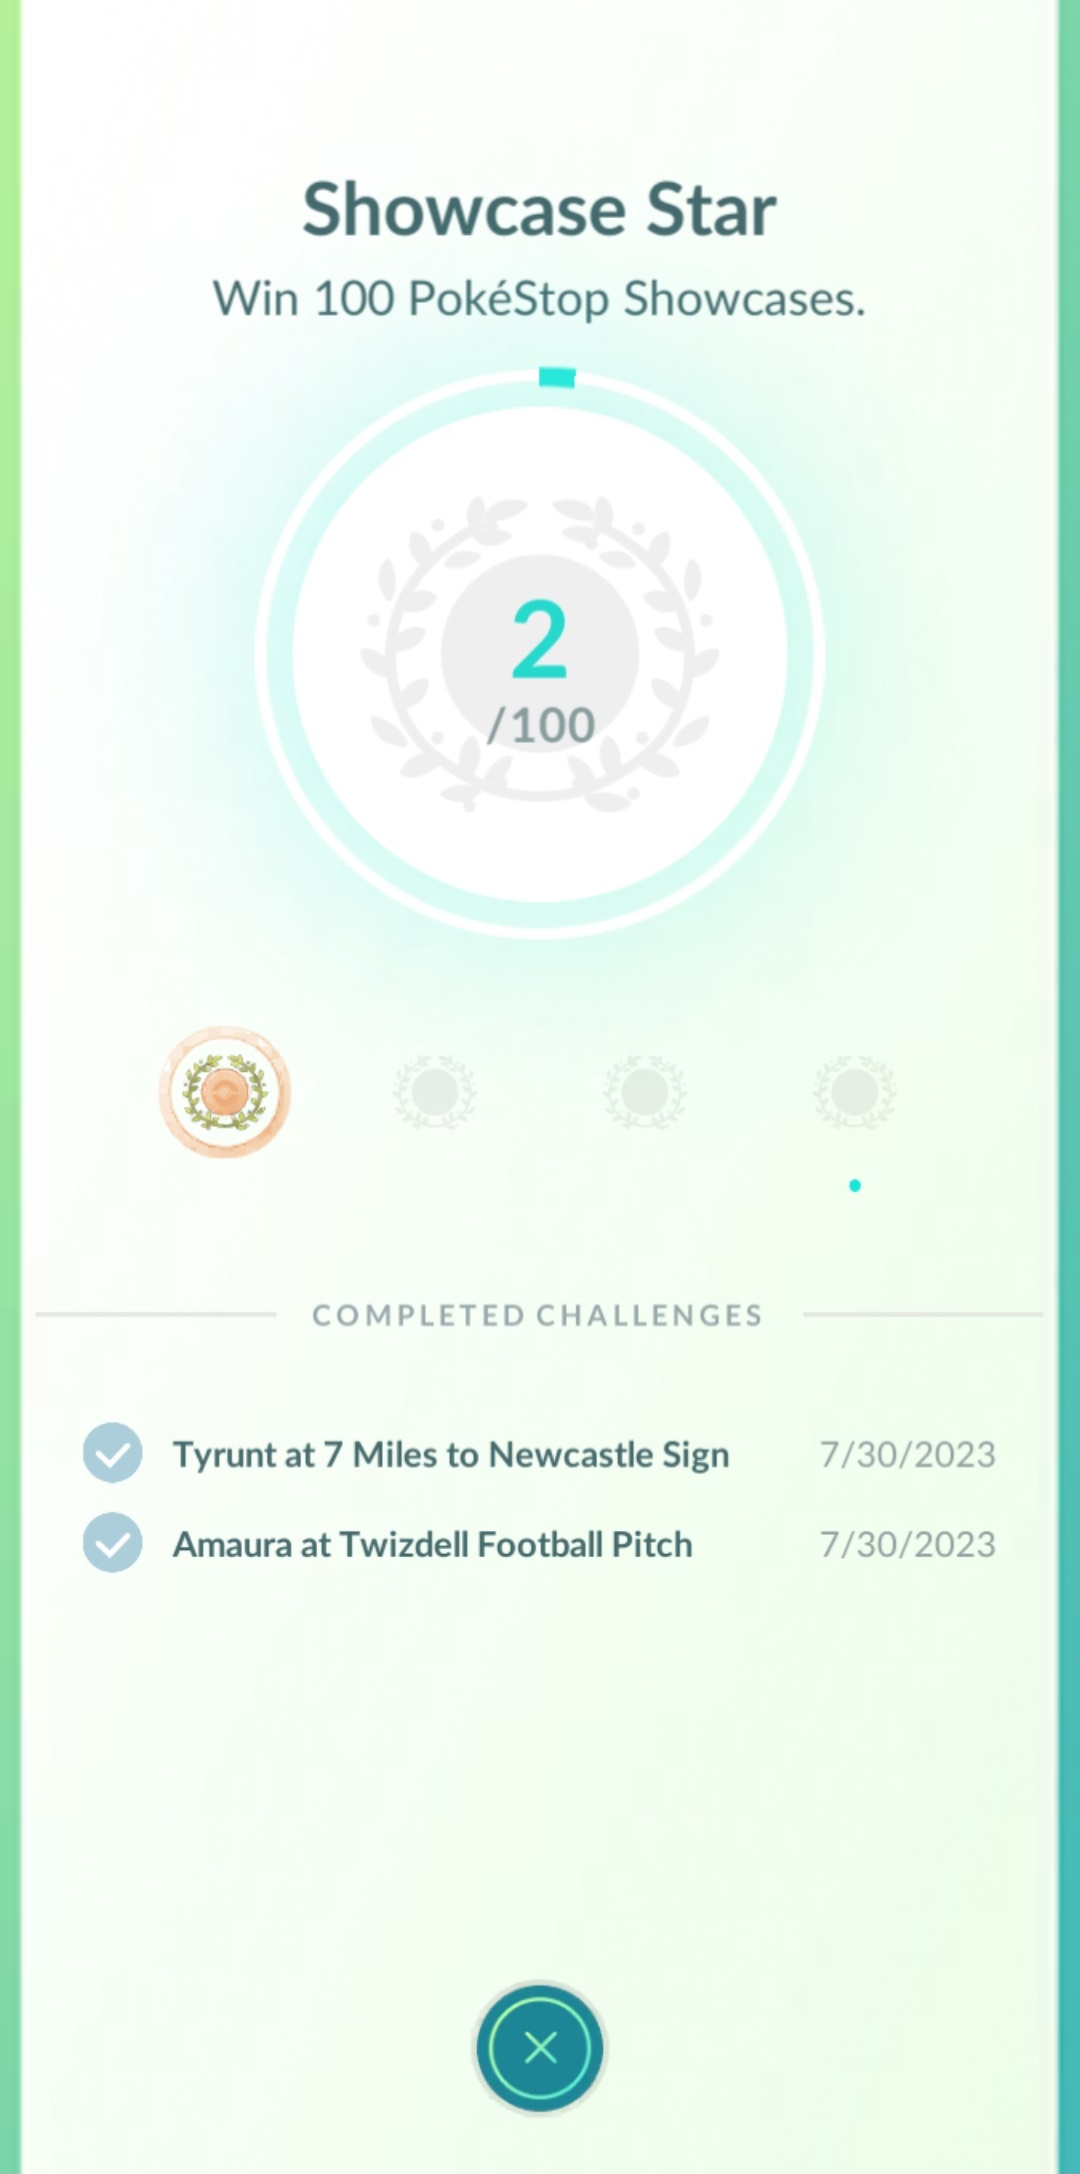 Showcase Star
Win 100 PokéStop Showcases.
2
/100
COMPLETED CHALLENGES
Tyrunt at 7 Miles to Newcastle Sign 7/30/2023
Amaura at Twizdell Football Pitch 7/30/2023